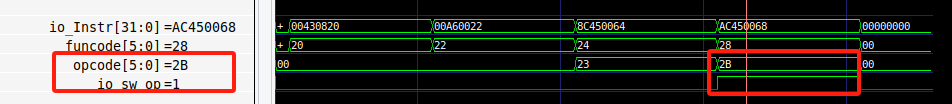 io_Instr[31:0] =AC450068 + 00430820 00A60022 8C450064 AC450068 00000000
funcode[5:0] =28 + 20 22 24 28 00
opcode[5:0] =2B 00 23 2B 00
io_sw_op =1